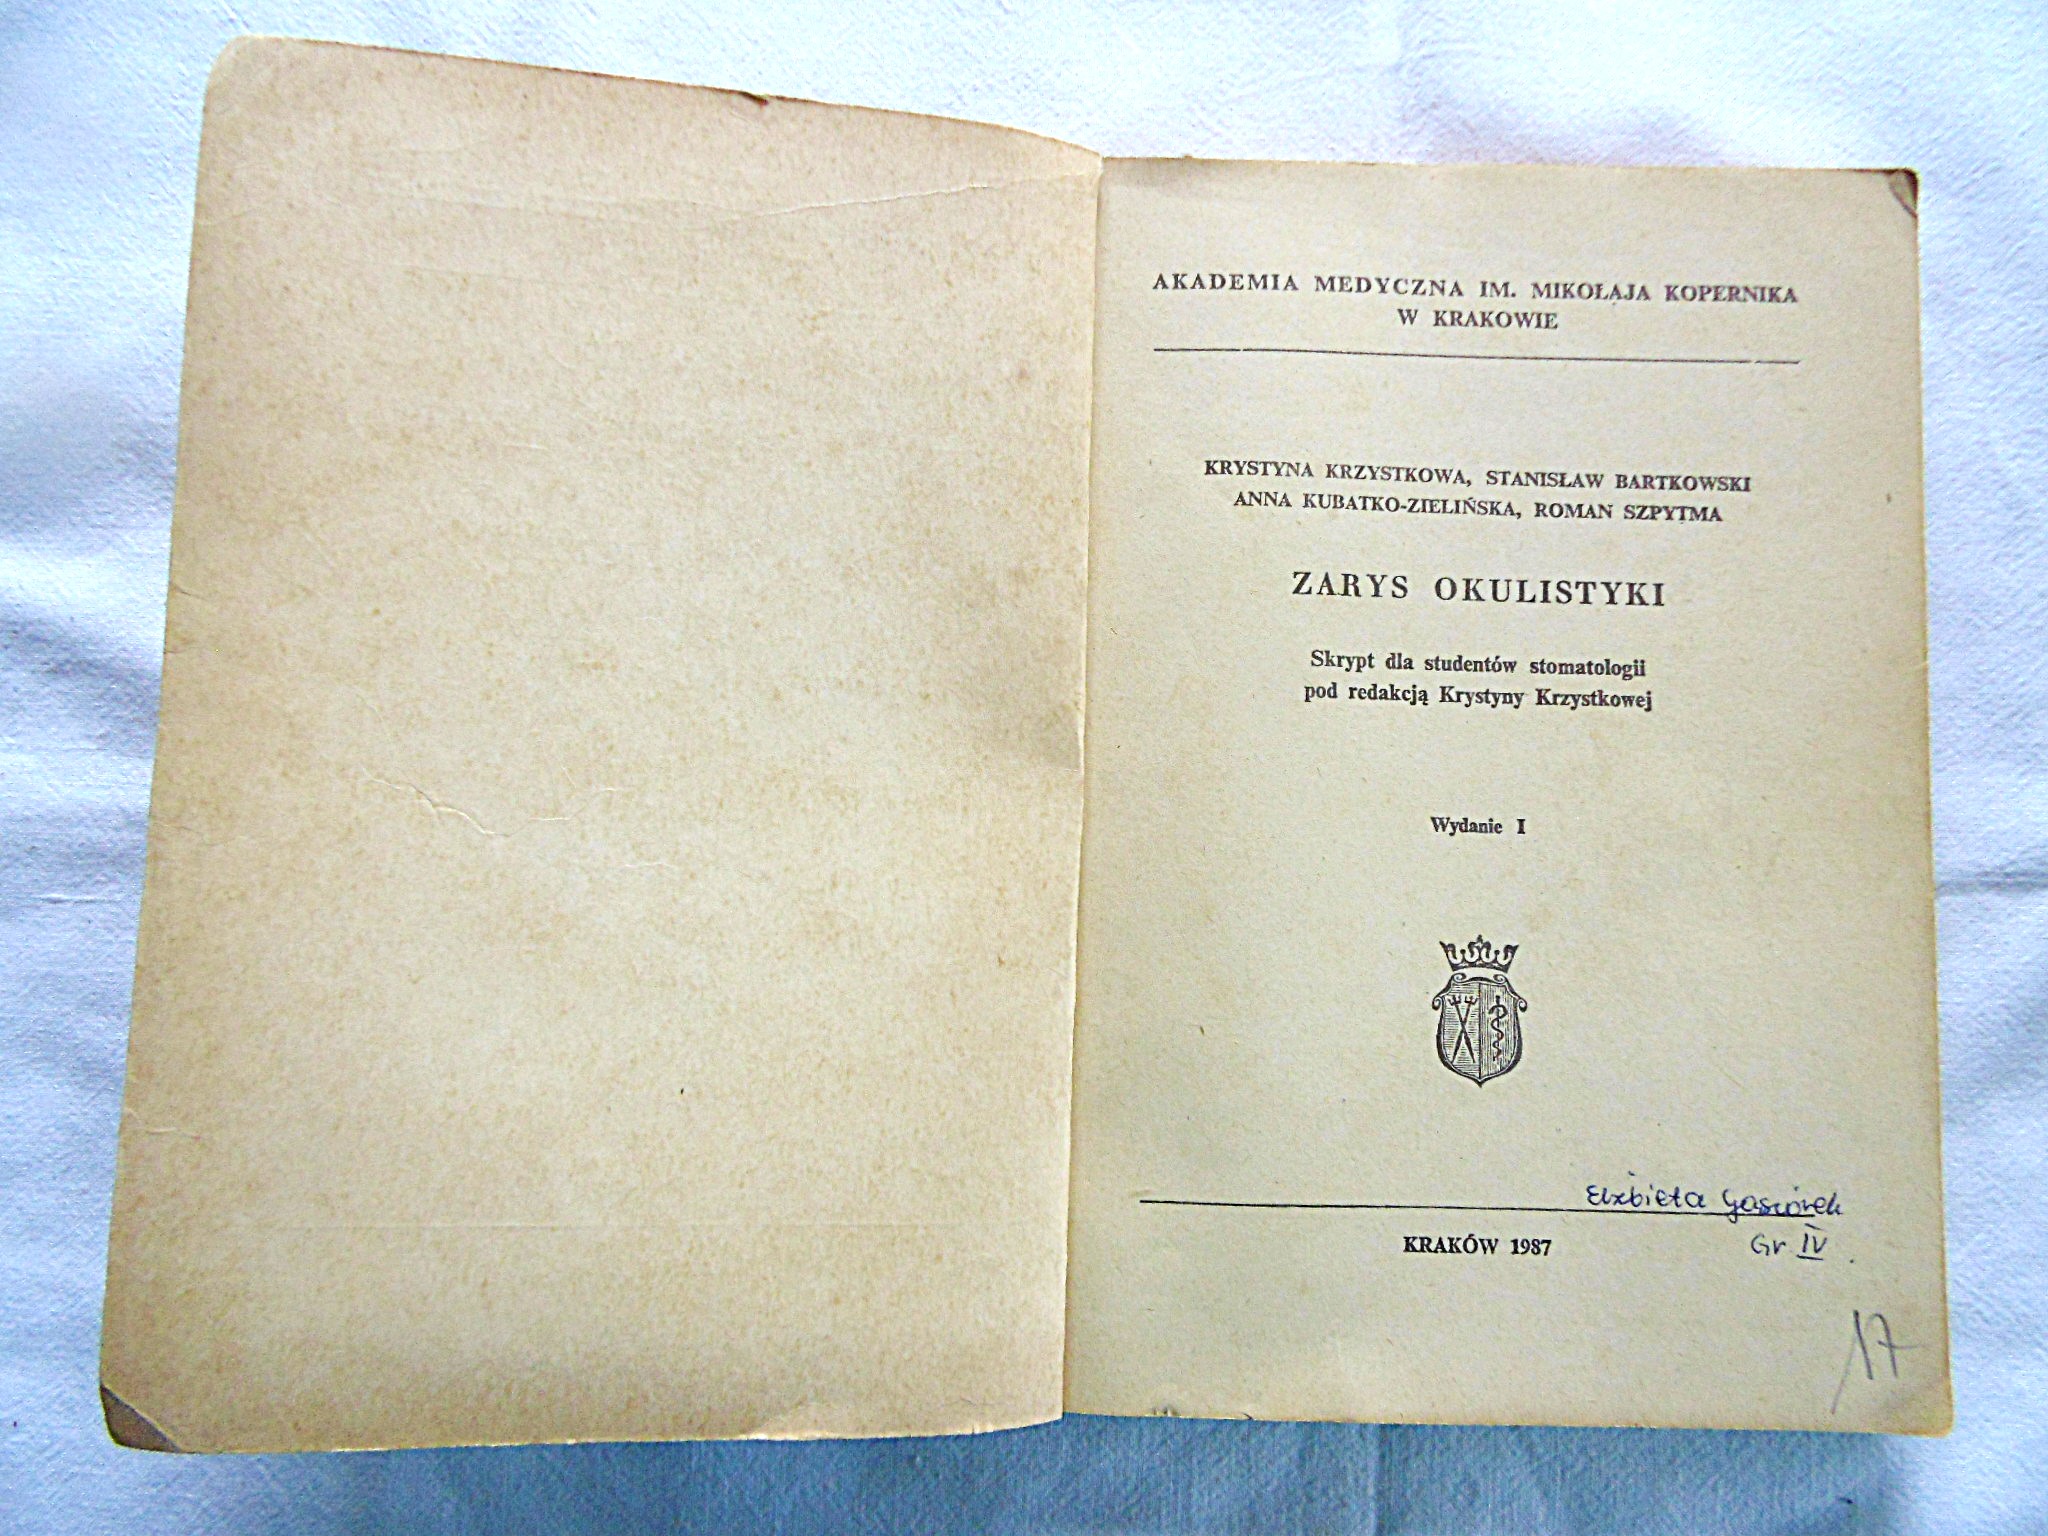 AKADEMIA MEDYCZNA IM. MIKOŁAJA KOPERNIKA
W KRAKOWIE
KRYSTYNA KRZYSTKOWA, STANISŁAW BARTKOWSKI
ANNA KUBATKO-ZIELIŃSKA, ROMAN SZPYTMA
ZARYS OKULISTYKI
Skrypt dla studentów stomatologii
pod redakcją Krystyny Krzystkowej
Wydanie I
Elżbieta Gąsiorek
KRAKÓW 1987
Gr IV
17